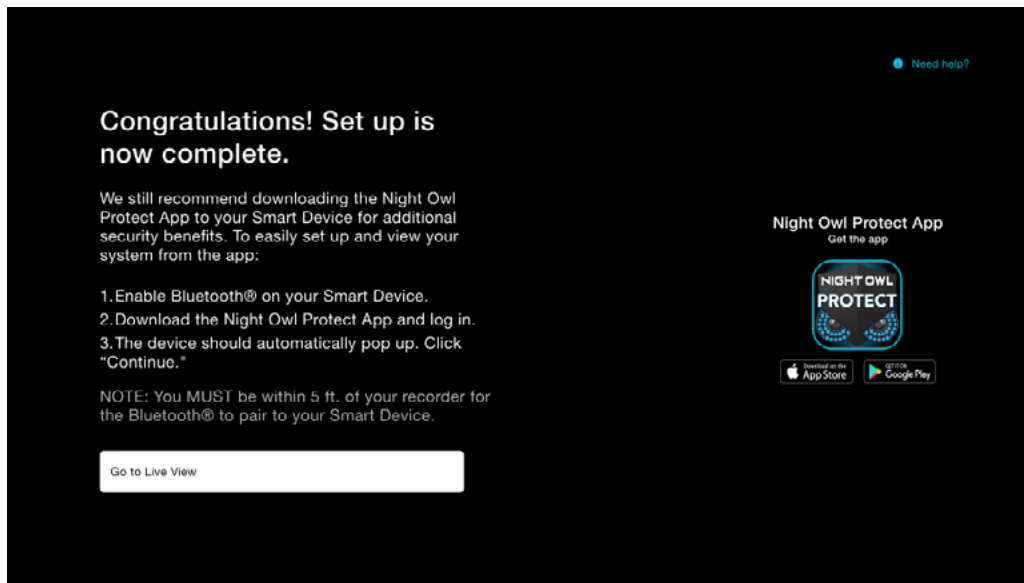 Need help?
Congratulations! Set up is
now complete.
We still recommend downloading the Night Owl
Protect App to your Smart Device for additional
security benefits. To easily set up and view your
system from the app:
1.Enable Bluetooth® on your Smart Device.
2.Download the Night Owl Protect App and log in.
3.The device should automatically pop up. Click
"Continue."
NOTE: You MUST be within 5 ft. of your recorder for
the Bluetooth® to pair to your Smart Device.
Go to Live View
Night Owl Protect App
Get the app
NIGHT OWL
PROTECT
Download on the
App Store
GET IT ON
Google Play